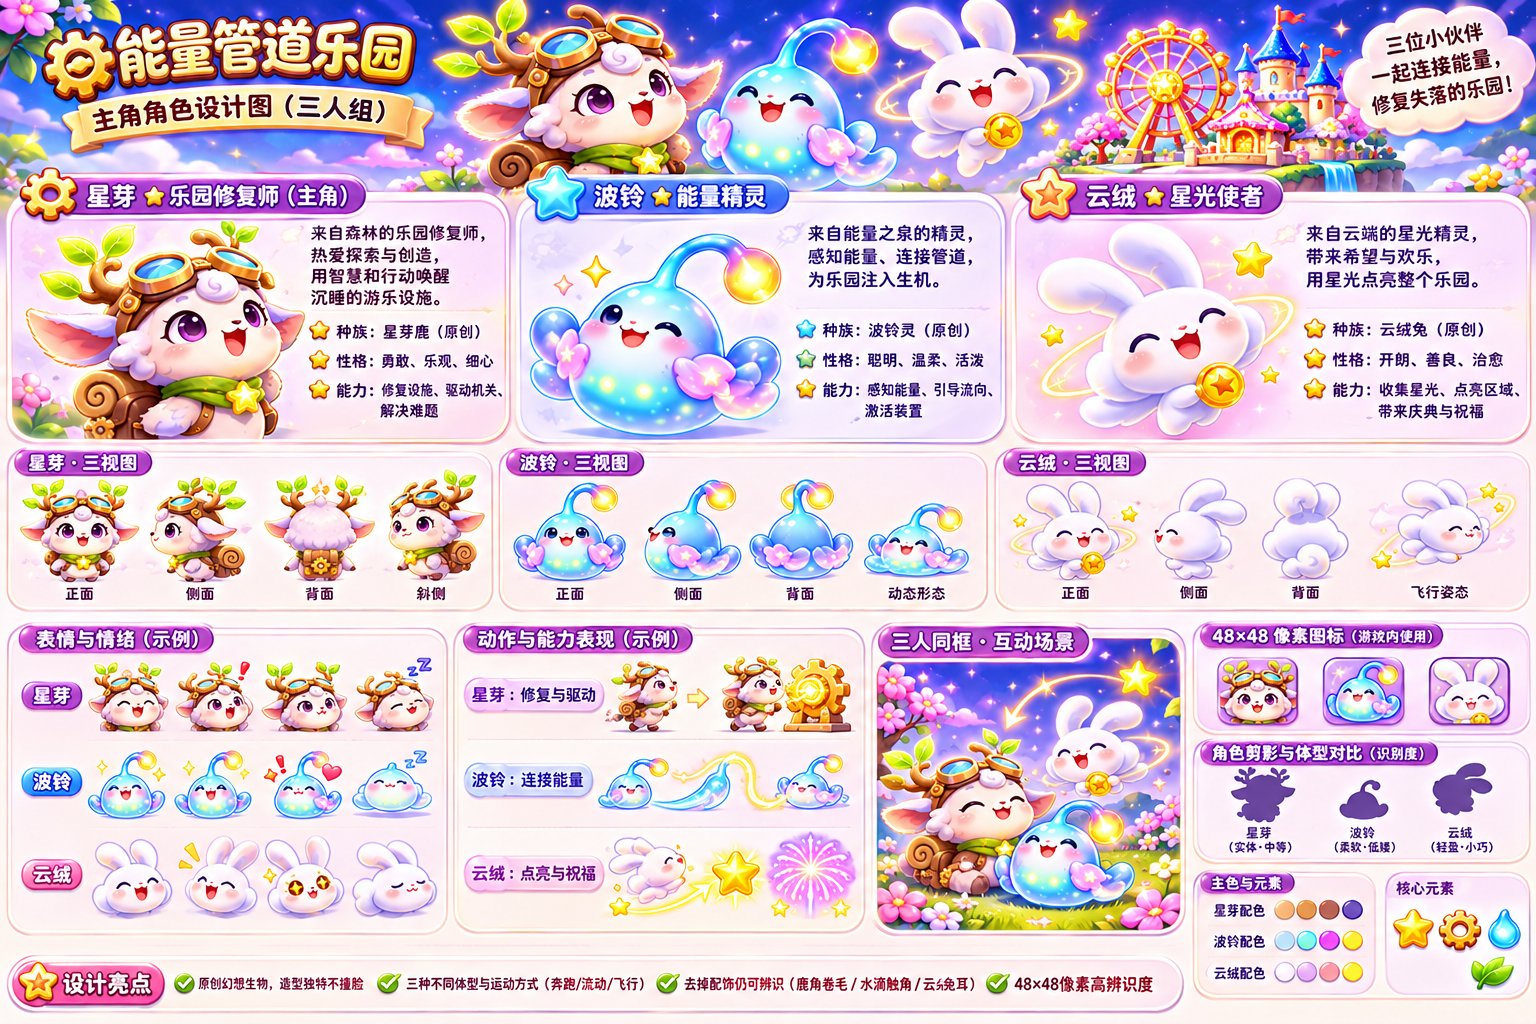 能量管道乐园
主角角色设计图（三人组）
三位小伙伴
一起连接能量，
修复失落的乐园！
星芽★乐园修复师（主角）
来自森林的乐园修复师，
热爱探索与创造，
用智慧和行动唤醒
沉睡的游乐设施。
种族：星芽鹿（原创）
性格：勇敢、乐观、细心
能力：修复设施、驱动机关、
解决难题
波铃★能量精灵
来自能量之泉的精灵，
感知能量、连接管道，
为乐园注入生机。
种族：波铃灵（原创）
性格：聪明、温柔、活泼
能力：感知能量、引导流向、
激活装置
云绒★星光使者
来自云端的星光精灵，
带来希望与欢乐，
用星光点亮整个乐园。
种族：云绒兔（原创）
性格：开朗、善良、治愈
能力：收集星光、点亮区域、
带来庆典与祝福
星芽·三视图
正面 侧面 背面 斜侧
波铃·三视图
正面 侧面 背面 动态形态
云绒·三视图
正面 侧面 背面 飞行姿态
表情与情绪（示例）
星芽
! zZZ
波铃
! zZZ
云绒
动作与能力表现（示例）
星芽：修复与驱动
波铃：连接能量
云绒：点亮与祝福
三人同框·互动场景
48×48 像素图标（游戏内使用）
角色剪影与体型对比（识别度）
星芽 波铃 云绒
（实体·中等） （柔软·低矮） （轻盈·小巧）
主色与元素
星芽配色
波铃配色
云绒配色
核心元素
设计亮点
原创幻想生物，造型独特不撞脸
三种不同体型与运动方式（奔跑/流动/飞行）
去掉配饰仍可辨识（鹿角卷毛 / 水滴触角 / 云兔耳）
48×48像素高辨识度